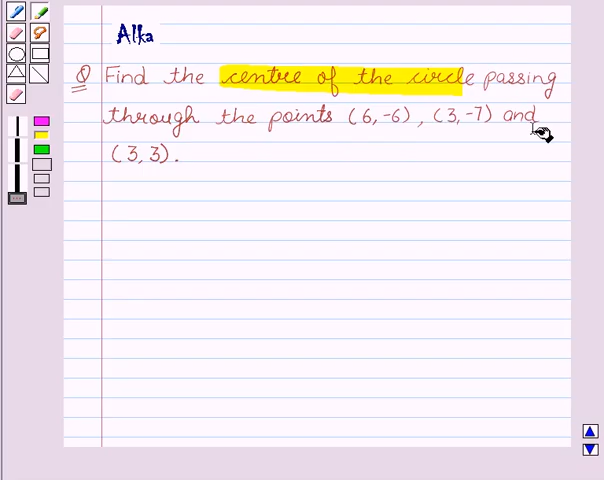 Alka
Q Find the centre of the circle passing
through the points (6,-6), (3,-7) and
(3,3).